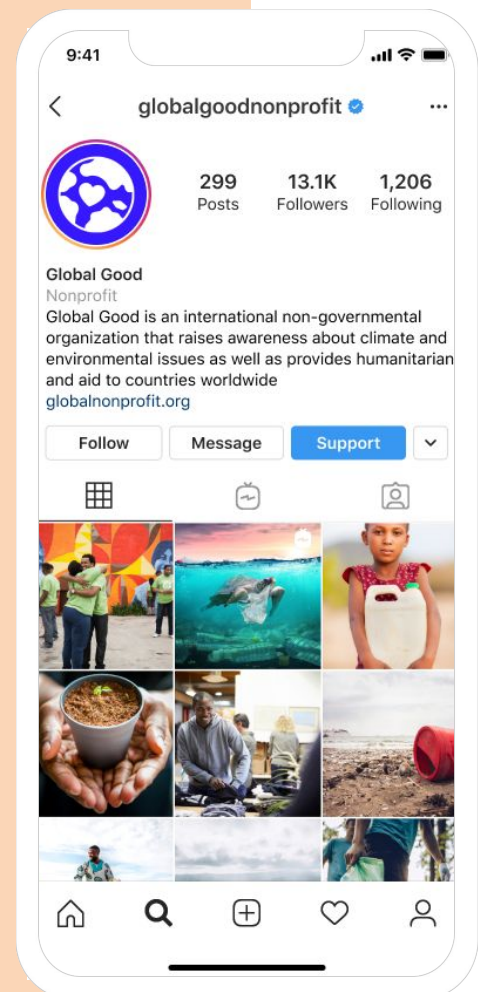 9:41
globalgoodnonprofit
299
13.1K
1,206
Posts
Followers
Following
Global Good
Nonprofit
Global Good is an international non-governmental
organization that raises awareness about climate and
environmental issues as well as provides humanitarian
and aid to countries worldwide
globalnonprofit.org
Follow
Message
Support